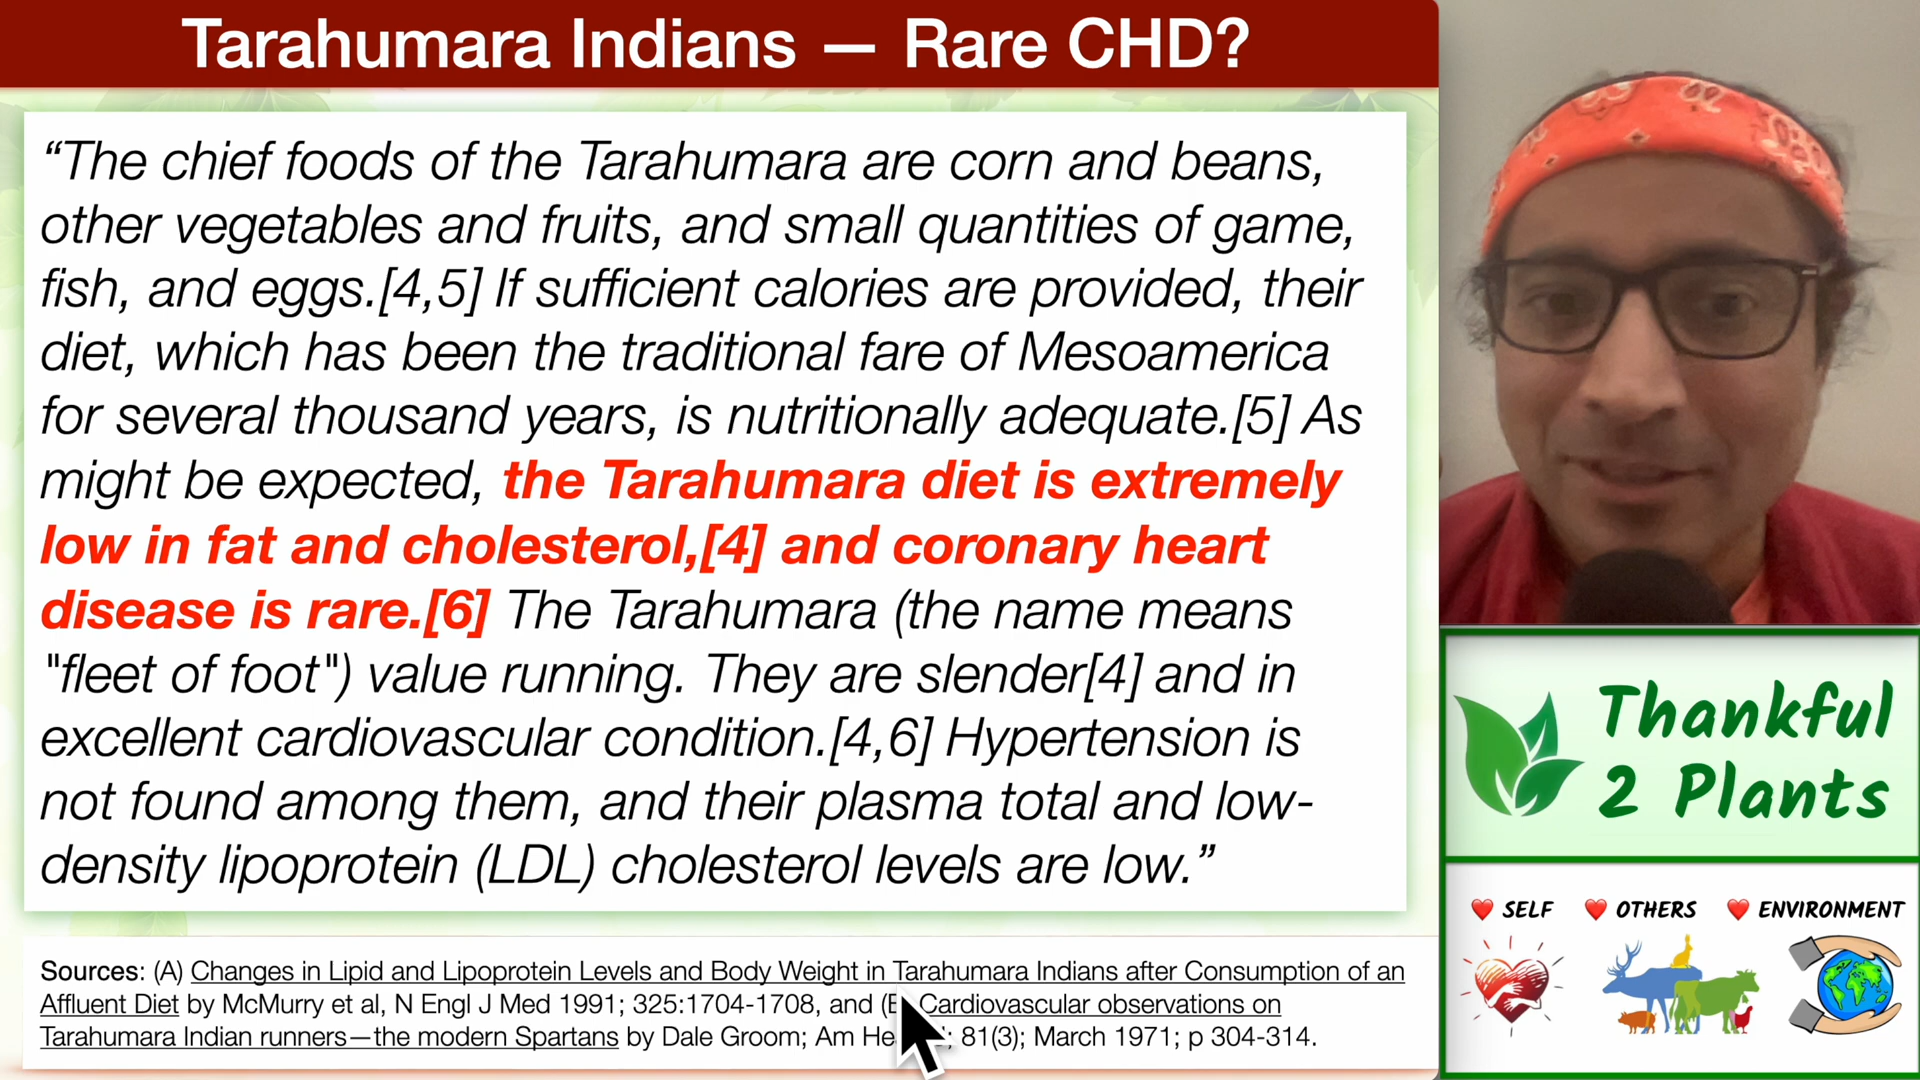 Tarahumara Indians — Rare CHD?
“The chief foods of the Tarahumara are corn and beans,
other vegetables and fruits, and small quantities of game,
fish, and eggs.[4,5] If sufficient calories are provided, their
diet, which has been the traditional fare of Mesoamerica
for several thousand years, is nutritionally adequate.[5] As
might be expected, the Tarahumara diet is extremely
low in fat and cholesterol,[4] and coronary heart
disease is rare.[6] The Tarahumara (the name means
"fleet of foot") value running. They are slender[4] and in
excellent cardiovascular condition.[4,6] Hypertension is
not found among them, and their plasma total and low-
density lipoprotein (LDL) cholesterol levels are low.”
Sources: (A) Changes in Lipid and Lipoprotein Levels and Body Weight in Tarahumara Indians after Consumption of an
Affluent Diet by McMurry et al, N Engl J Med 1991; 325:1704-1708, and Cardiovascular observations on
Tarahumara Indian runners—the modern Spartans by Dale Groom; Am 81(3); March 1971; p 304-314.
Thankful
2 Plants
SELF
OTHERS
ENVIRONMENT